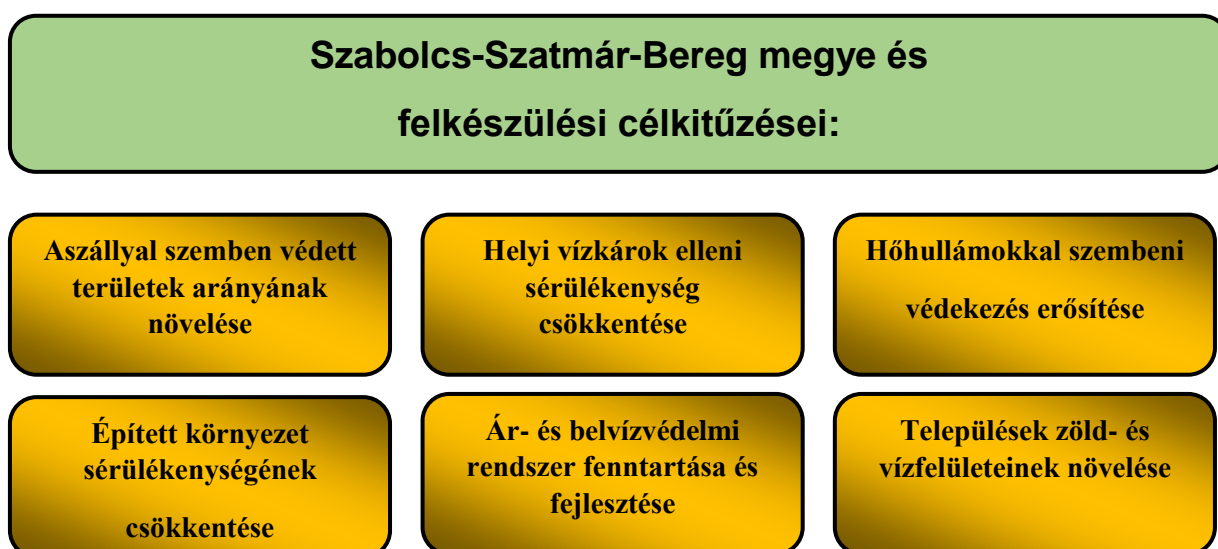 Szabolcs-Szatmár-Bereg megye és
felkészülési célkitűzései:
Aszállyal szemben védett
területek arányának
növelése
Helyi vízkárok elleni
sérülékenység
csökkentése
Hőhullámokkal szembeni
védekezés erősítése
Épített környezet
sérülékenységének
csökkentése
Ár- és belvízvédelmi
rendszer fenntartása és
fejlesztése
Települések zöld- és
vízfelületeinek növelése